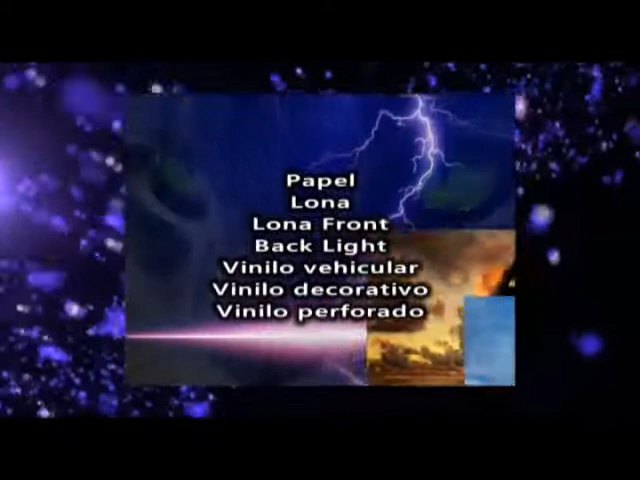 Papel
Lona
Lona Front
Back Light
Vinilo vehicular
Vinilo decorativo
Vinilo perforado